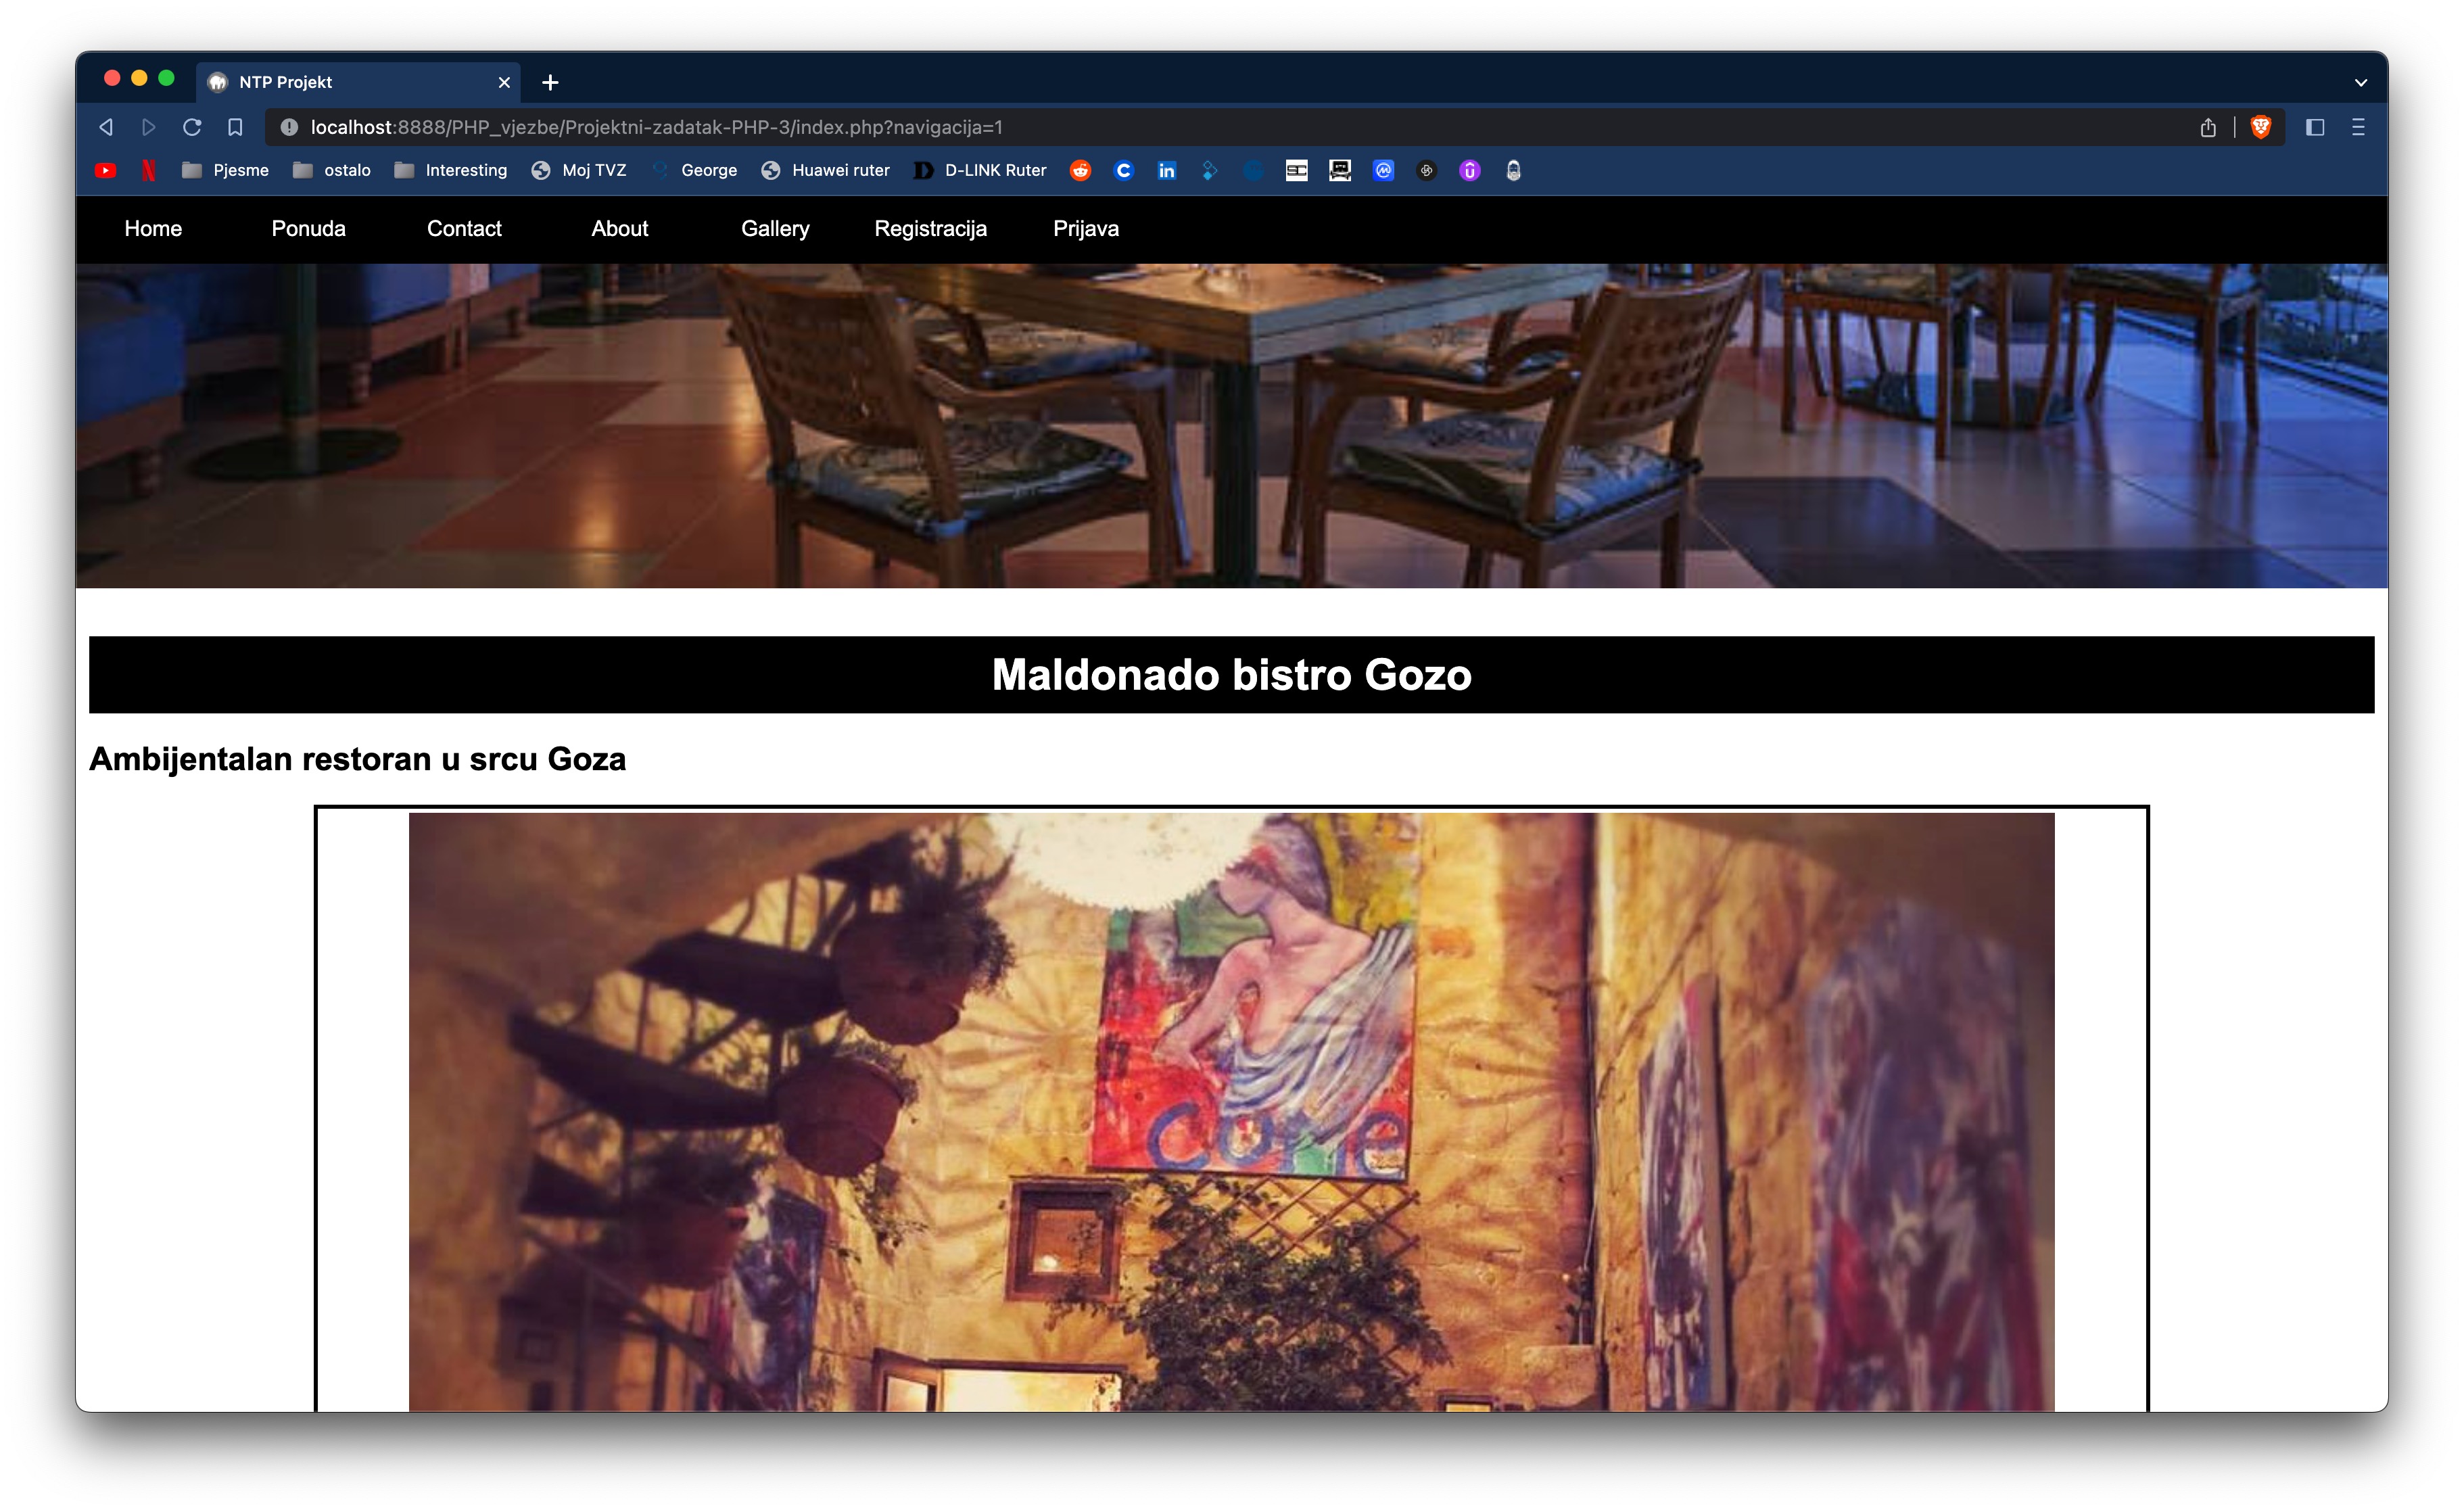 NTP Projekt
localhost:8888/PHP_vjezbe/Projektni-zadatak-PHP-3/index.php?navigacija=1
Pjesme ostalo Interesting Moj TVZ George Huawei ruter D-LINK Ruter
Home Ponuda Contact About Gallery Registracija Prijava
Maldonado bistro Gozo
Ambijentalan restoran u srcu Goza
Come